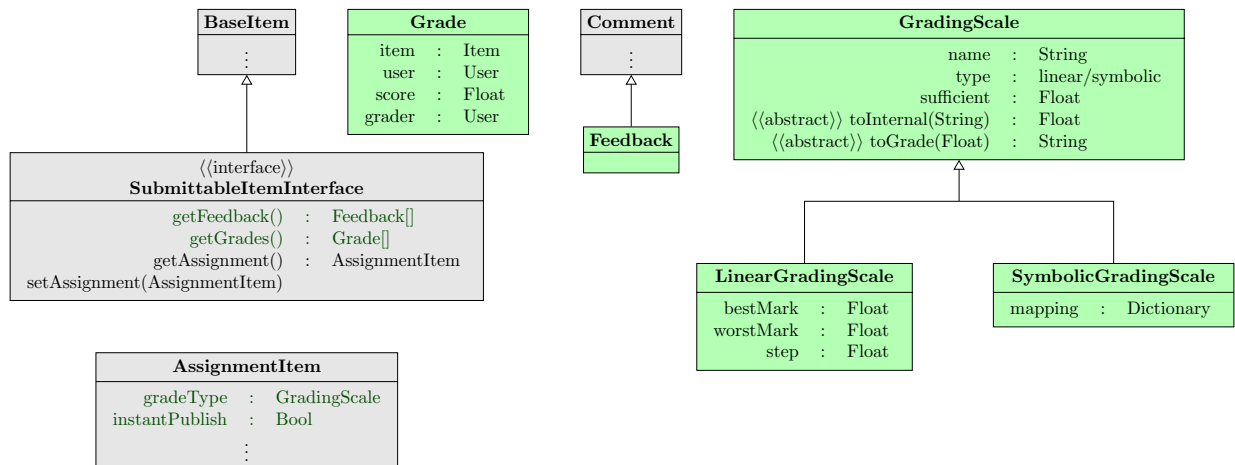 BaseItem
⋮
Grade
item : Item
user : User
score : Float
grader : User
Comment
⋮
Feedback
GradingScale
name : String
type : linear/symbolic
sufficient : Float
⟨⟨abstract⟩⟩ toInternal(String) : Float
⟨⟨abstract⟩⟩ toGrade(Float) : String
⟨⟨interface⟩⟩
SubmittableItemInterface
getFeedback() : Feedback[]
getGrades() : Grade[]
getAssignment() : AssignmentItem
setAssignment(AssignmentItem)
LinearGradingScale
bestMark : Float
worstMark : Float
step : Float
SymbolicGradingScale
mapping : Dictionary
AssignmentItem
gradeType : GradingScale
instantPublish : Bool
⋮